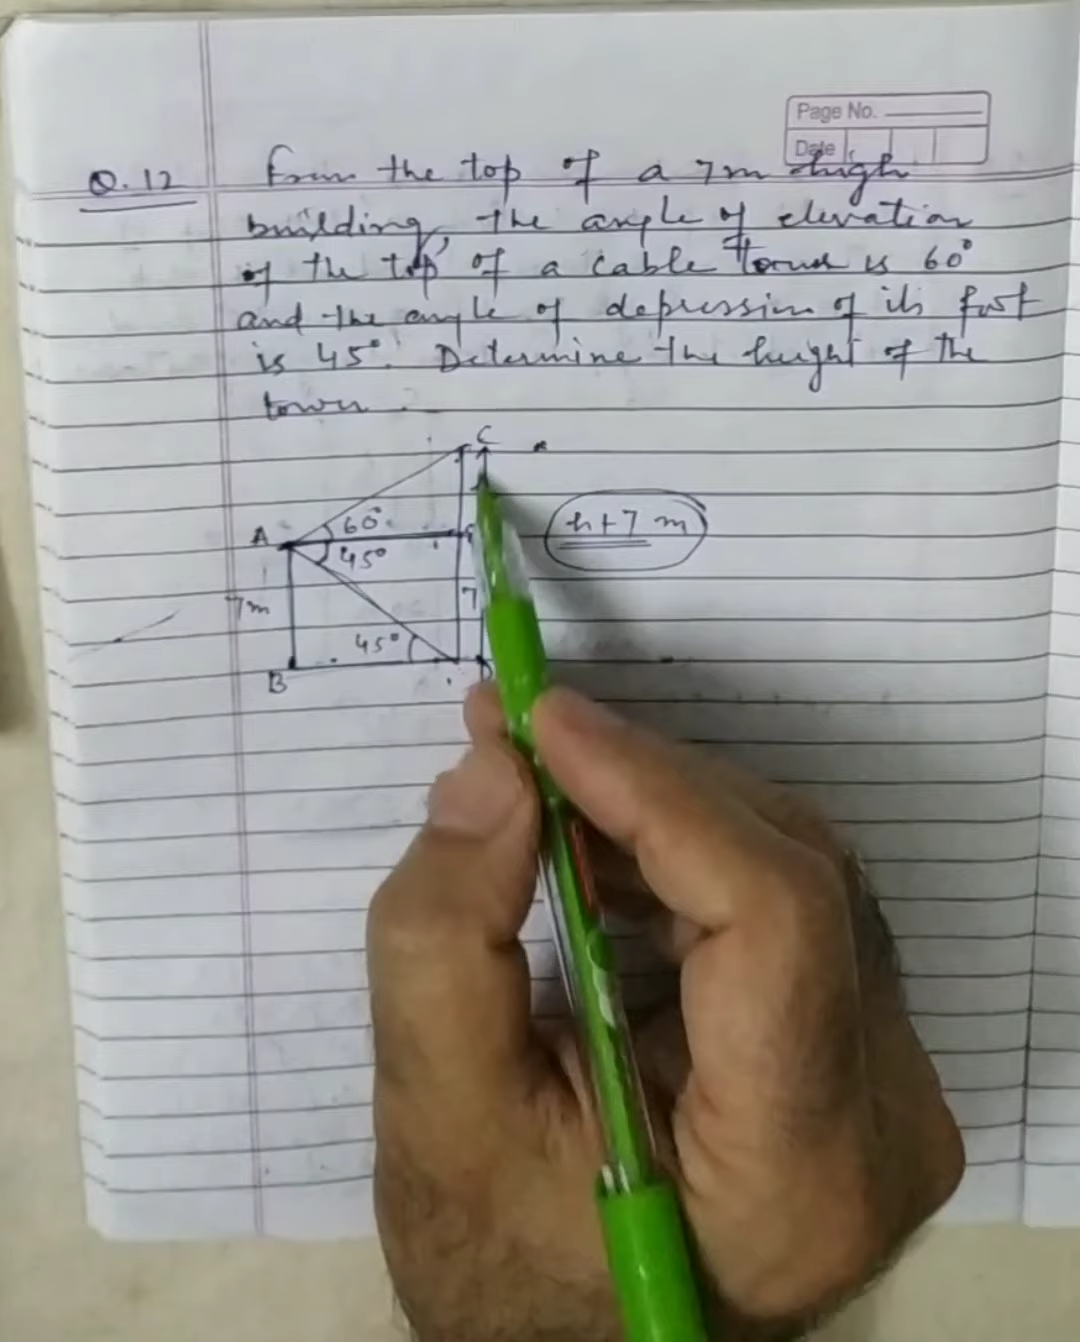 Page No.
Date
Q.12 From the top of a 7m high
building, the angle of elevation
of the top of a cable tower is 60°
and the angle of depression of its foot
is 45°. Determine the height of the
tower.
C
A 60° h+7 m
45°
7m 7
45°
B D